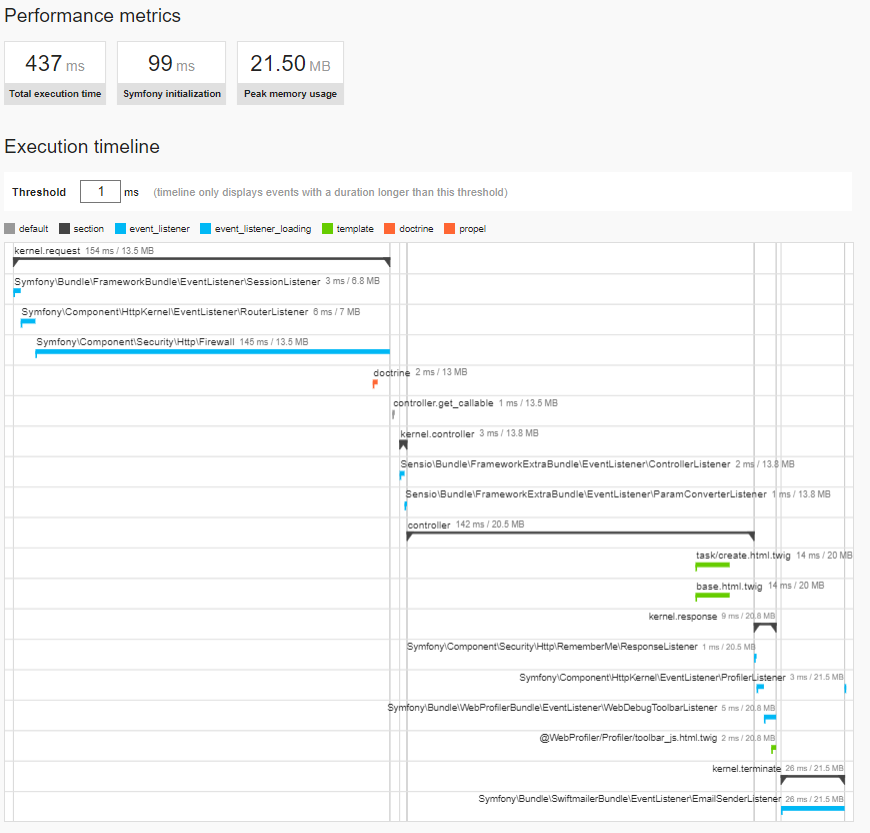 Performance metrics
437 ms 99 ms 21.50 MB
Total execution time Symfony initialization Peak memory usage
Execution timeline
Threshold 1 ms (timeline only displays events with a duration longer than this threshold)
default section event_listener event_listener_loading template doctrine propel
kernel.request 154 ms / 13.5 MB
Symfony\Bundle\FrameworkBundle\EventListener\SessionListener 3 ms / 6.8 MB
Symfony\Component\HttpKernel\EventListener\RouterListener 6 ms / 7 MB
Symfony\Component\Security\Http\Firewall 145 ms / 13.5 MB
doctrine 2 ms / 13 MB
controller.get_callable 1 ms / 13.5 MB
kernel.controller 3 ms / 13.8 MB
Sensio\Bundle\FrameworkExtraBundle\EventListener\ControllerListener 2 ms / 13.8 MB
Sensio\Bundle\FrameworkExtraBundle\EventListener\ParamConverterListener 1 ms / 13.8 MB
controller 142 ms / 20.5 MB
task/create.html.twig 14 ms / 20 MB
base.html.twig 14 ms / 20 MB
kernel.response 9 ms / 20.8 MB
Symfony\Component\Security\Http\RememberMe\ResponseListener 1 ms / 20.5 MB
Symfony\Component\HttpKernel\EventListener\ProfilerListener 3 ms / 21.5 MB
Symfony\Bundle\WebProfilerBundle\EventListener\WebDebugToolbarListener 5 ms / 20.8 MB
@WebProfiler/Profiler/toolbar_js.html.twig 2 ms / 20.8 MB
kernel.terminate 26 ms / 21.5 MB
Symfony\Bundle\SwiftmailerBundle\EventListener\EmailSenderListener 26 ms / 21.5 MB